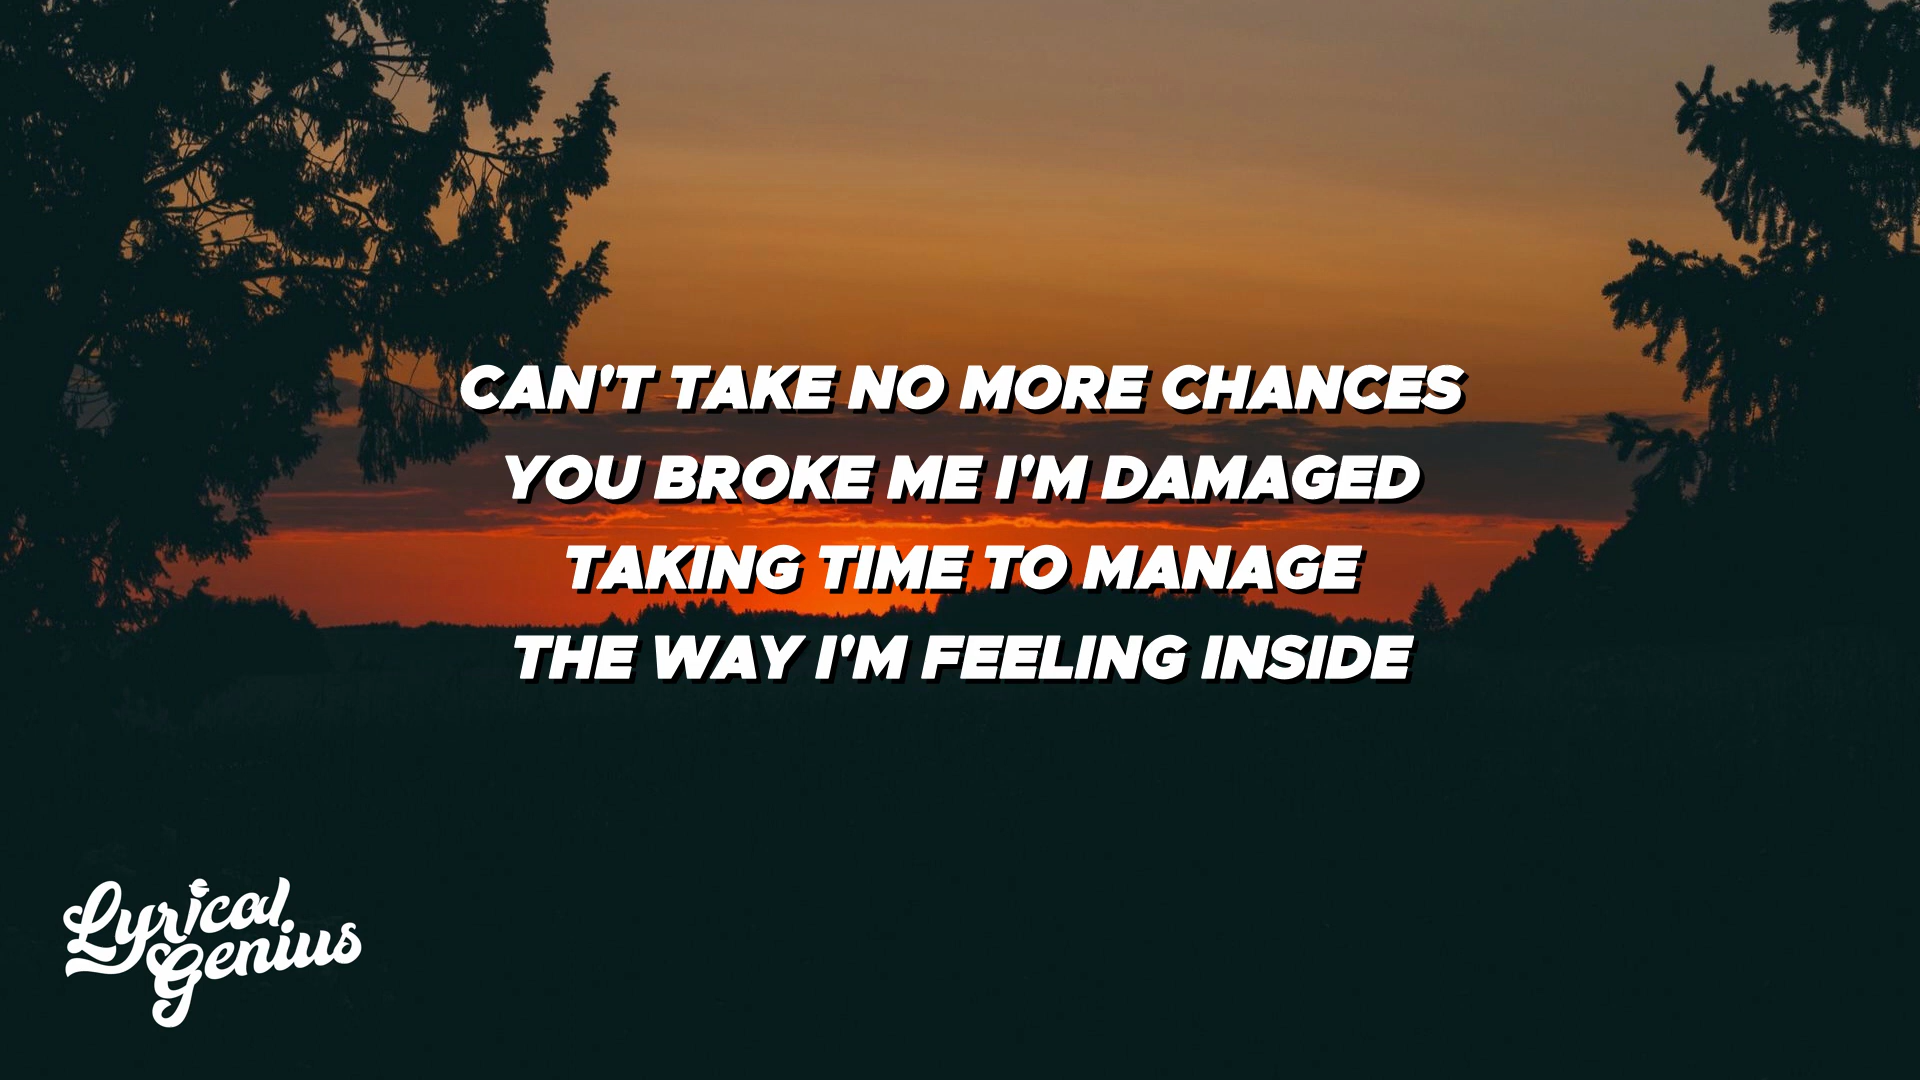 CAN'T TAKE NO MORE CHANCES
YOU BROKE ME I'M DAMAGED
TAKING TIME TO MANAGE
THE WAY I'M FEELING INSIDE
Lyrical
Genius